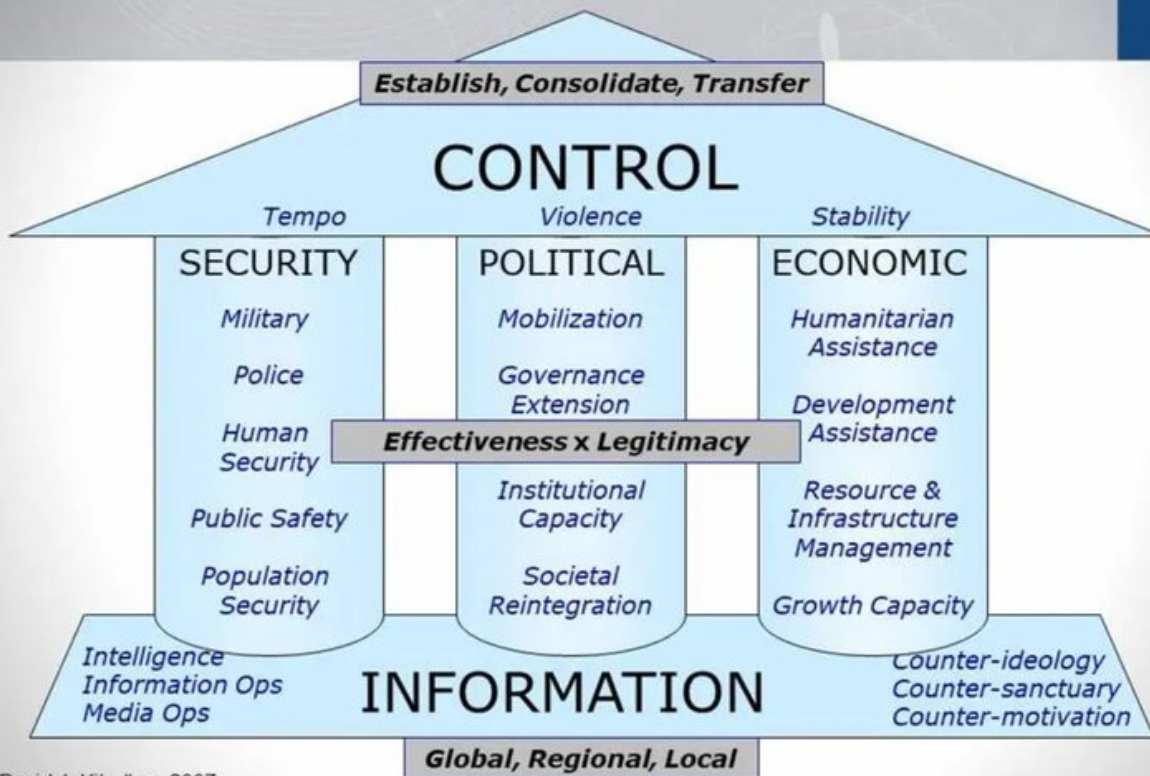 Establish, Consolidate, Transfer
CONTROL
Tempo
Violence
Stability
SECURITY
Military
Police
Human
Security
Public Safety
Population
Security
POLITICAL
Mobilization
Governance
Extension
Effectiveness x Legitimacy
Institutional
Capacity
Societal
Reintegration
ECONOMIC
Humanitarian
Assistance
Development
Assistance
Resource &
Infrastructure
Management
Growth Capacity
Intelligence
Information Ops
Media Ops
INFORMATION
Counter-ideology
Counter-sanctuary
Counter-motivation
Global, Regional, Local